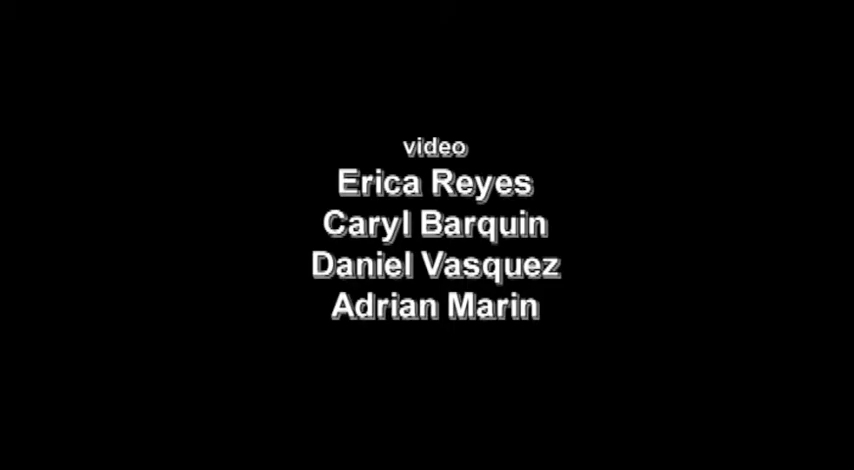 video
Erica Reyes
Caryl Barquin
Daniel Vasquez
Adrian Marin